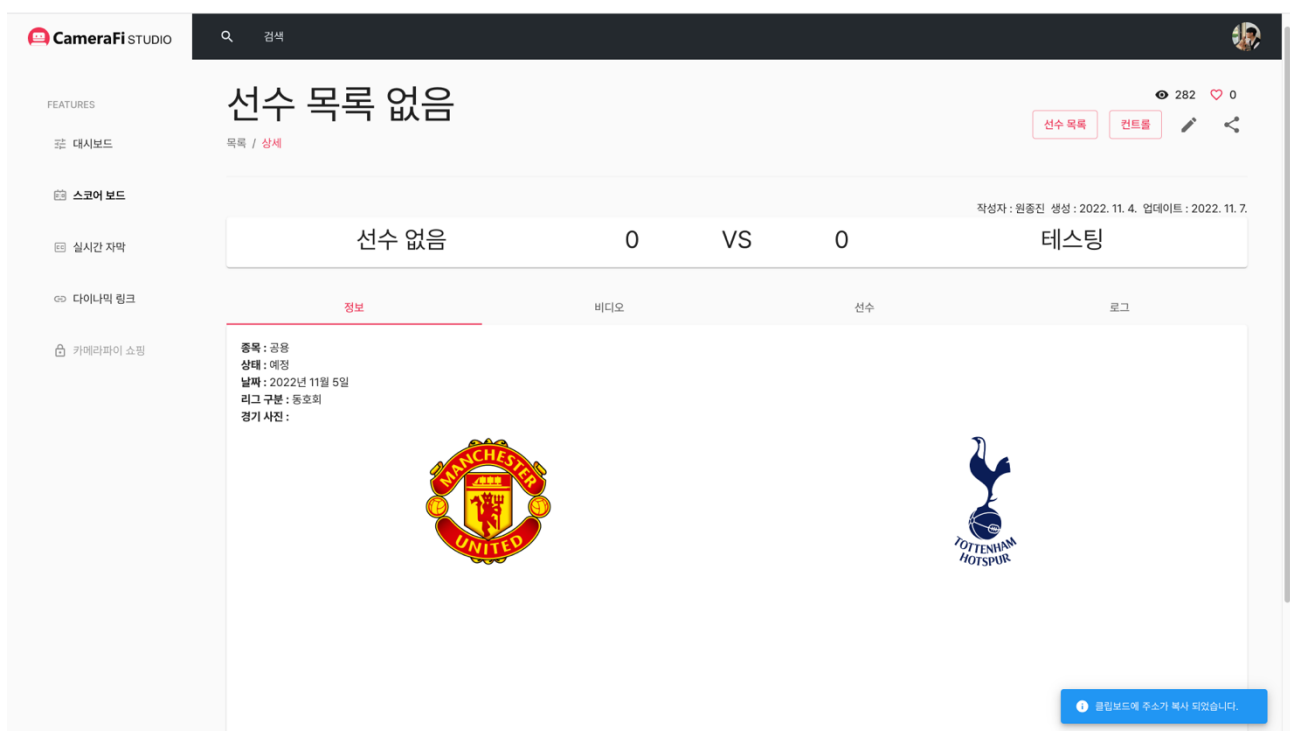 CameraFi STUDIO
검색
FEATURES
대시보드
스코어 보드
실시간 자막
다이나믹 링크
카메라파이 쇼핑
선수 목록 없음
282 0
목록 / 상세
선수 목록 컨트롤
작성자 : 원종진 생성 : 2022. 11. 4. 업데이트 : 2022. 11. 7.
선수 없음 0 VS 0 테스팅
정보 비디오 선수 로그
종목 : 공용
상태 : 예정
날짜 : 2022년 11월 5일
리그 구분 : 동호회
경기 사진 :
MANCHESTER
UNITED
TOTTENHAM
HOTSPUR
클립보드에 주소가 복사 되었습니다.